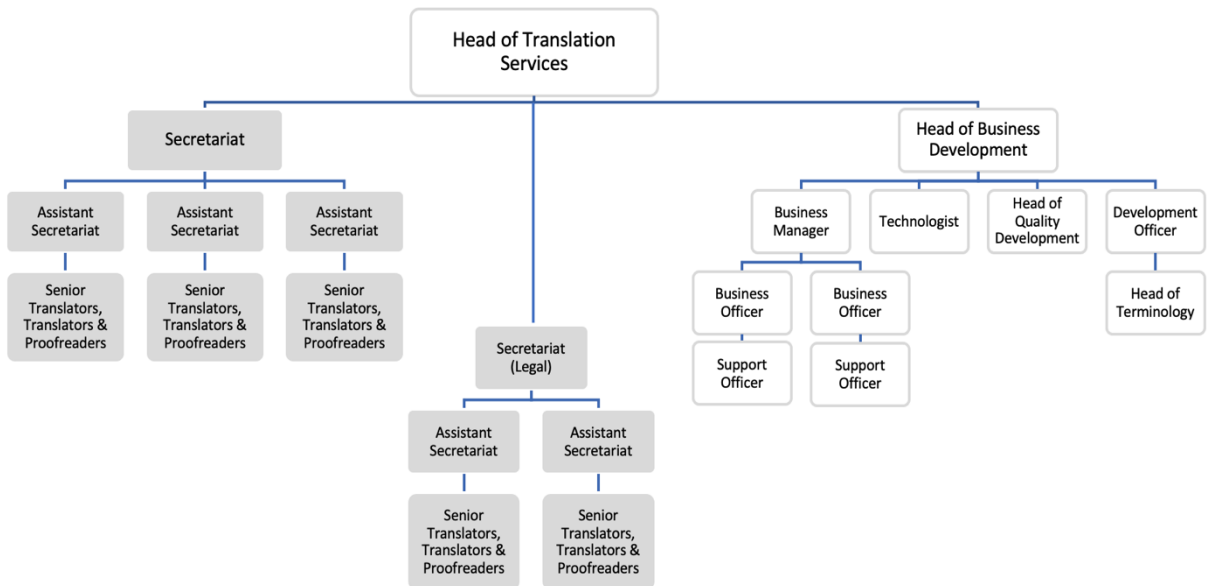 Head of Translation
Services
Secretariat
Head of Business
Development
Assistant
Secretariat
Assistant
Secretariat
Assistant
Secretariat
Business
Manager
Technologist
Head of
Quality
Development
Development
Officer
Senior
Translators,
Translators &
Proofreaders
Senior
Translators,
Translators &
Proofreaders
Senior
Translators,
Translators &
Proofreaders
Business
Officer
Business
Officer
Head of
Terminology
Secretariat
(Legal)
Support
Officer
Support
Officer
Assistant
Secretariat
Assistant
Secretariat
Senior
Translators,
Translators &
Proofreaders
Senior
Translators,
Translators &
Proofreaders